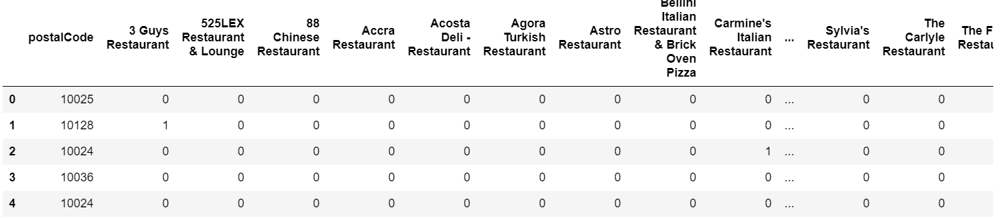 postalCode
3 Guys
Restaurant
525LEX
Restaurant
& Lounge
88
Chinese
Restaurant
Accra
Restaurant
Acosta
Deli -
Restaurant
Agora
Turkish
Restaurant
Astro
Restaurant
Bellini
Italian
Restaurant
& Brick
Oven
Pizza
Carmine's
Italian
Restaurant
...
Sylvia's
Restaurant
The
Carlyle
Restaurant
The F
Resta
0 10025 0 0 0 0 0 0 0 0 0 ... 0 0
1 10128 1 0 0 0 0 0 0 0 0 ... 0 0
2 10024 0 0 0 0 0 0 0 0 1 ... 0 0
3 10036 0 0 0 0 0 0 0 0 0 ... 0 0
4 10024 0 0 0 0 0 0 0 0 0 ... 0 0